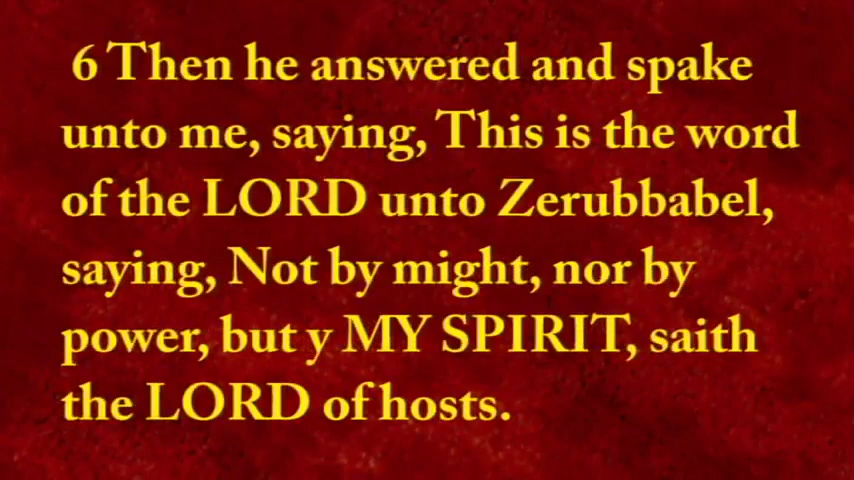 6 Then he answered and spake
unto me, saying, This is the word
of the LORD unto Zerubbabel,
saying, Not by might, nor by
power, but y MY SPIRIT, saith
the LORD of hosts.